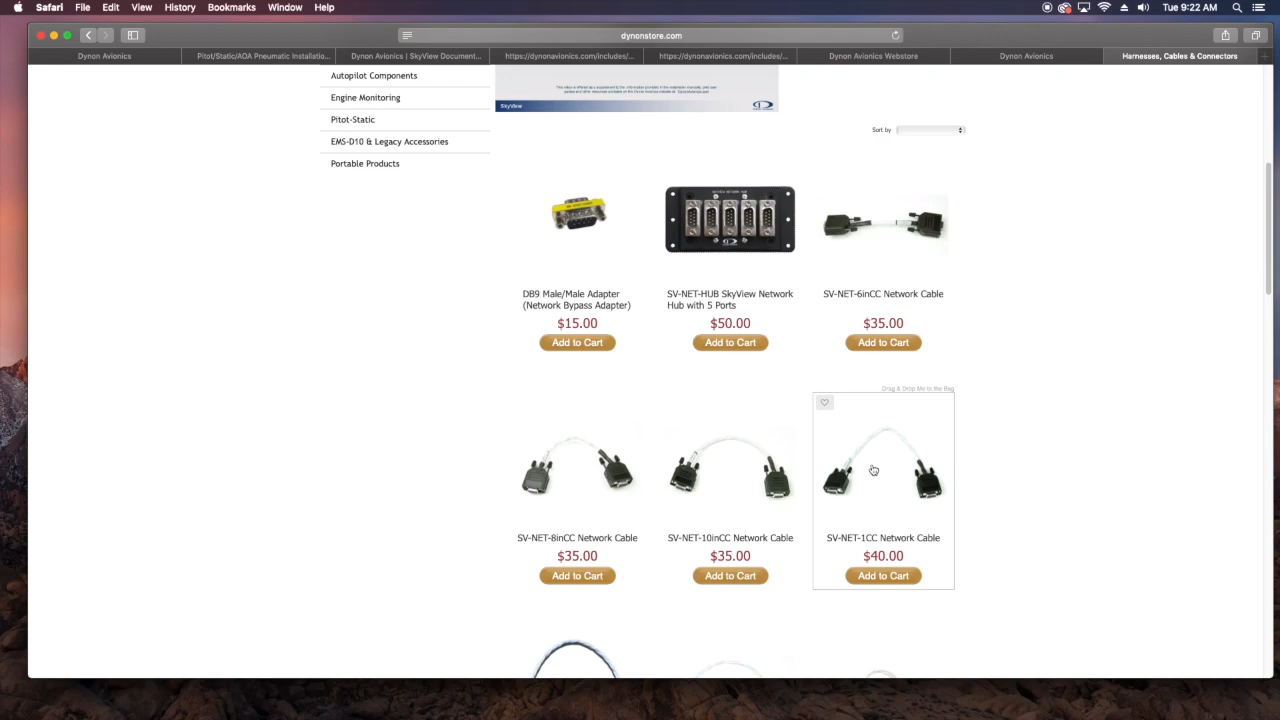 Safari File Edit View History Bookmarks Window Help
Tue 9:22 AM
dynonstore.com
Dynon Avionics
Pitot/Static/AOA Pneumatic Installatio...
Dynon Avionics | SkyView Document...
https://dynonavionics.com/includes/...
https://dynonavionics.com/includes/...
Dynon Avionics Webstore
Dynon Avionics
Harnesses, Cables & Connectors
Autopilot Components
Engine Monitoring
Pitot-Static
EMS-D10 & Legacy Accessories
Portable Products
SkyView
Sort by
SKYVIEW NETWORK HUB
DB9 Male/Male Adapter
(Network Bypass Adapter)
$15.00
Add to Cart
SV-NET-HUB SkyView Network
Hub with 5 Ports
$50.00
Add to Cart
SV-NET-6inCC Network Cable
$35.00
Add to Cart
Drag & Drop Me to the Bag
SV-NET-8inCC Network Cable
$35.00
Add to Cart
SV-NET-10inCC Network Cable
$35.00
Add to Cart
SV-NET-1CC Network Cable
$40.00
Add to Cart